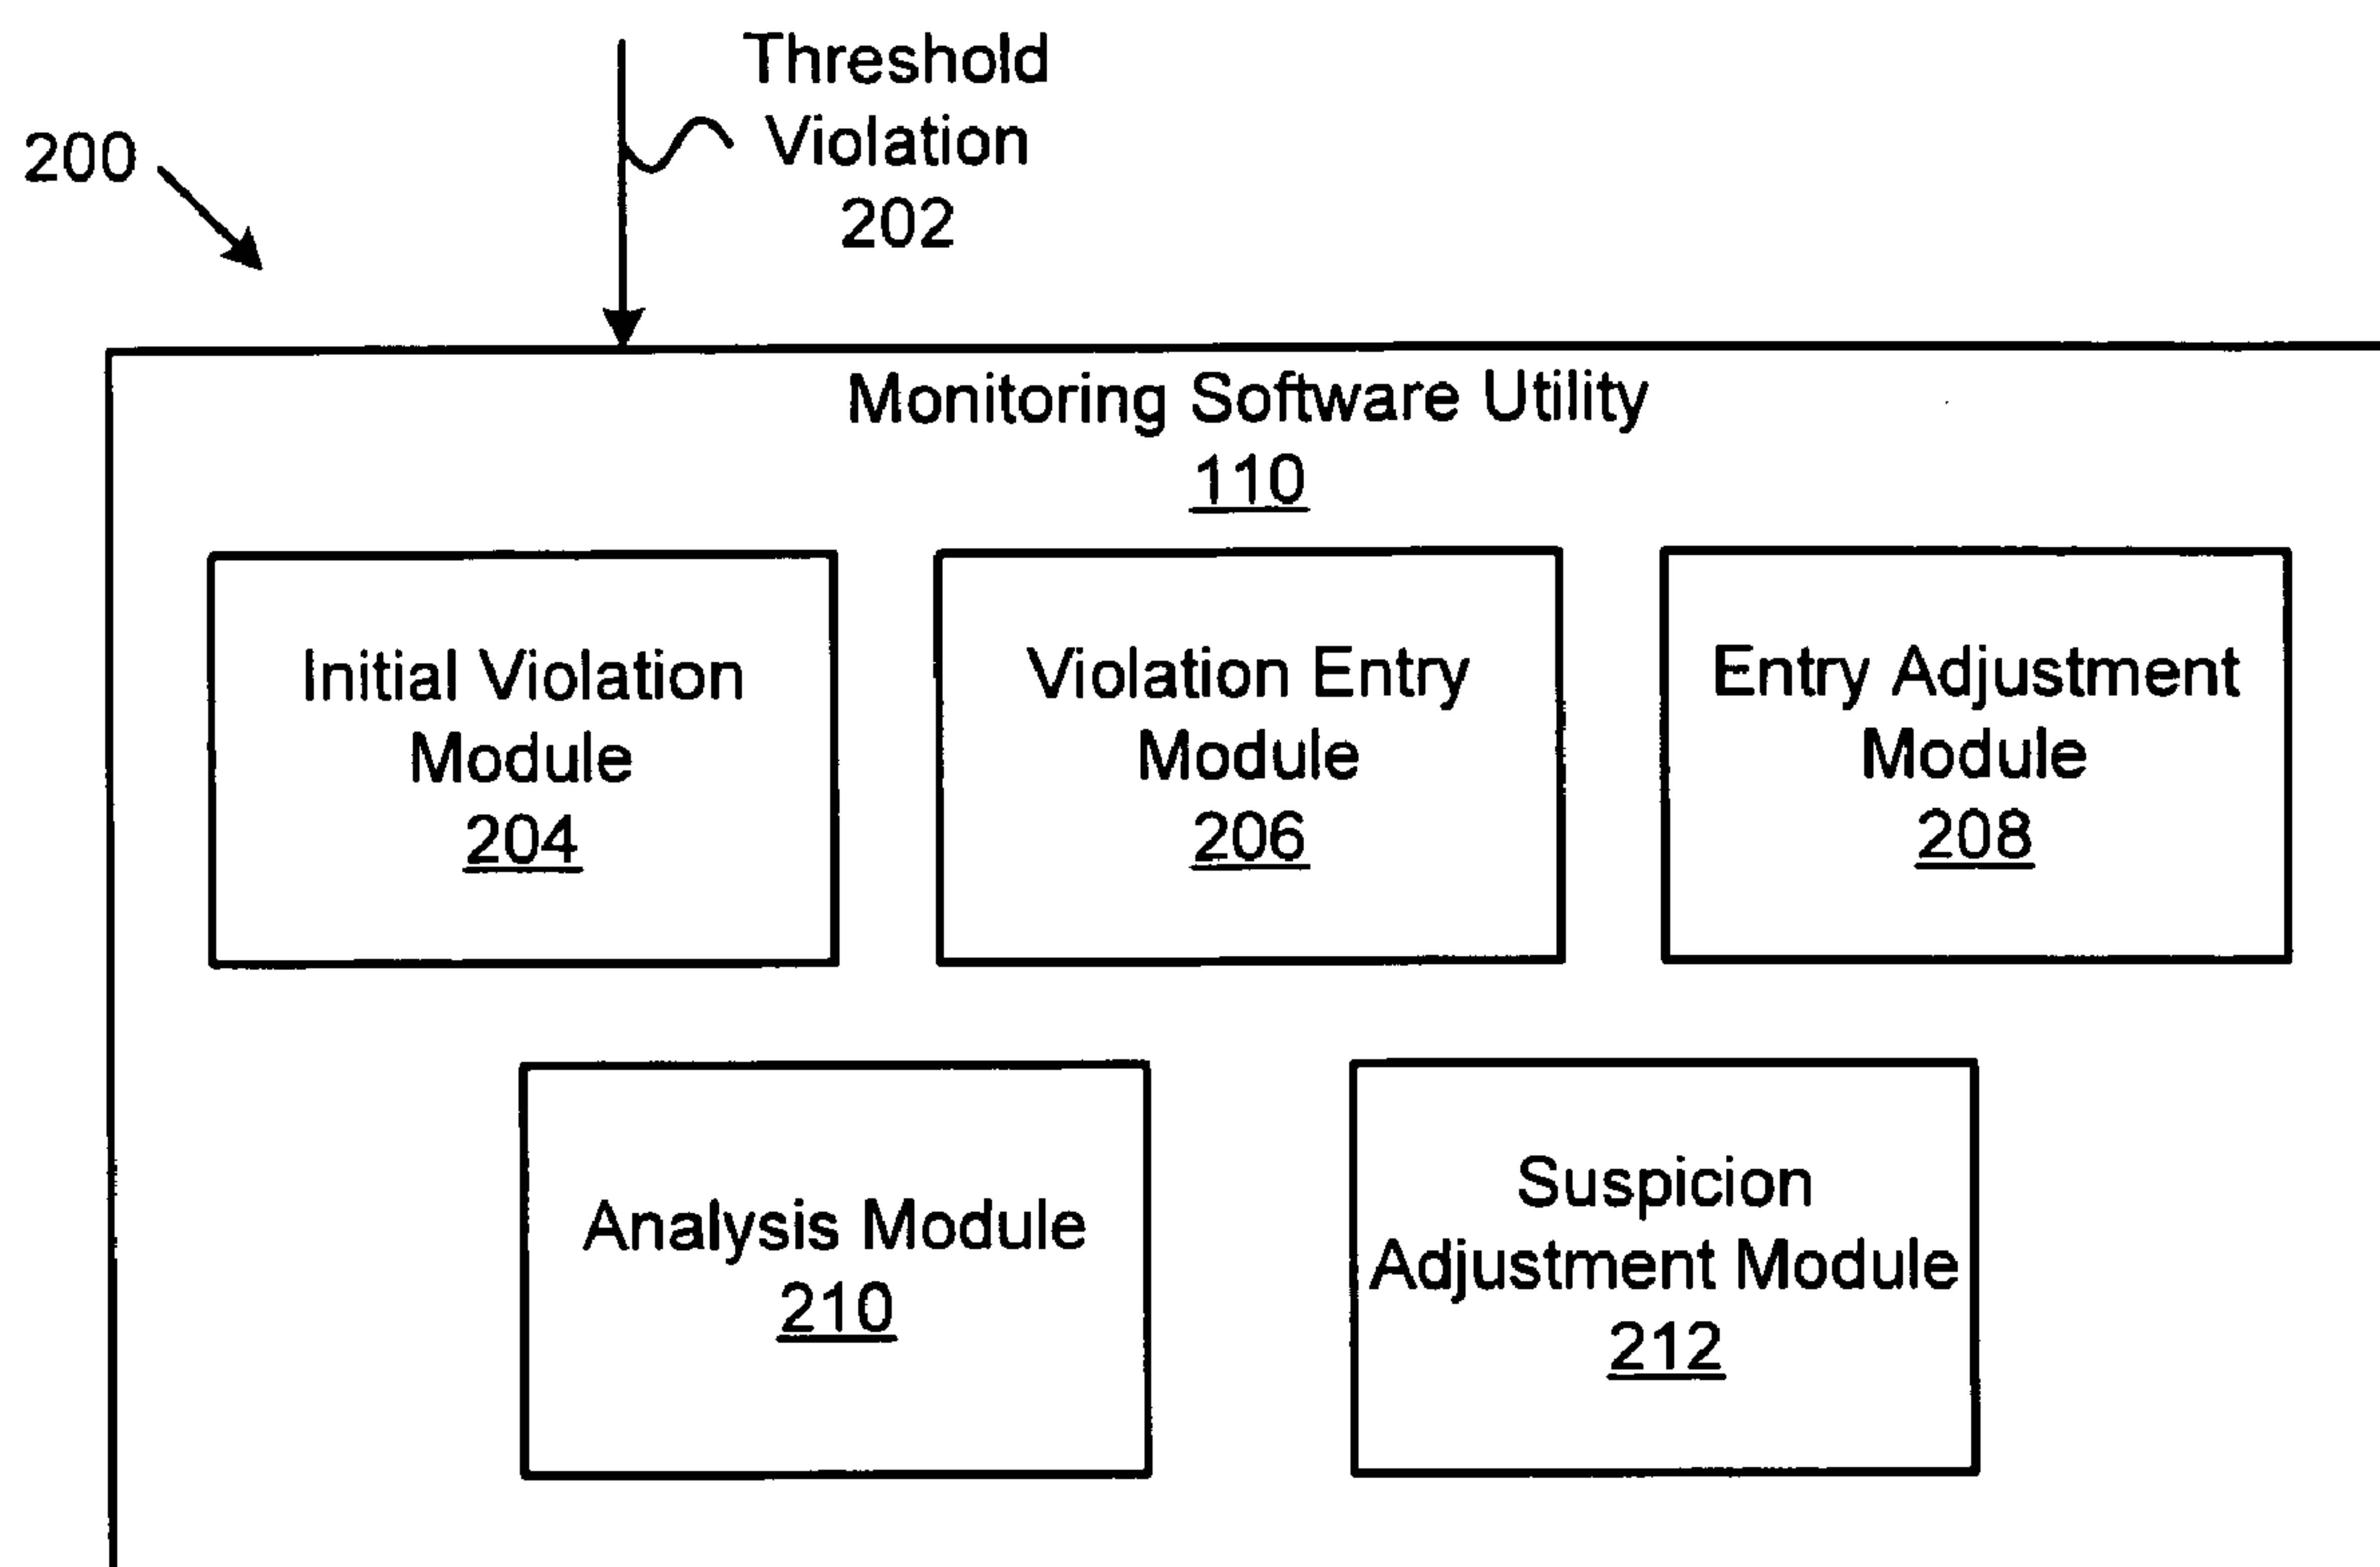 Threshold
Violation
202
200
Monitoring Software Utility
110
Initial Violation
Module
204
Violation Entry
Module
206
Entry Adjustment
Module
208
Analysis Module
210
Suspicion
Adjustment Module
212